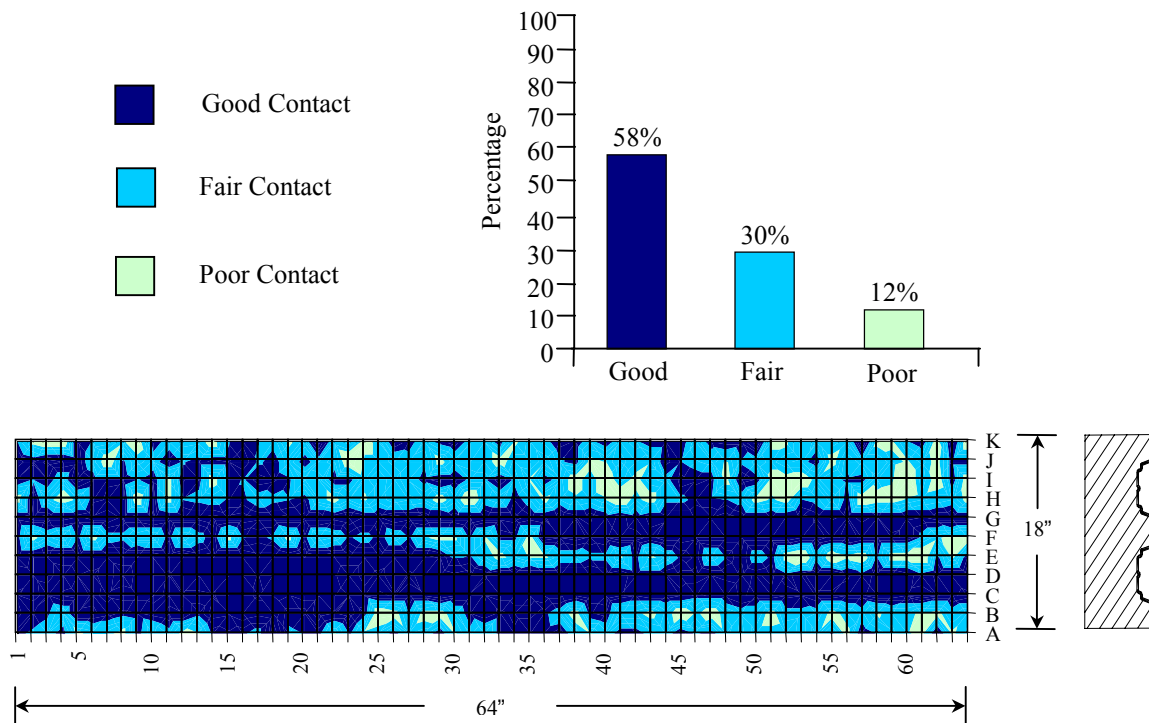 Good Contact
Fair Contact
Poor Contact
Percentage
100
90
80
70
60
50
40
30
20
10
0
58%
30%
12%
Good Fair Poor
K
J
I
H
G
F
E
D
C
B
A
18"
1 5 10 15 20 25 30 35 40 45 50 55 60
64"